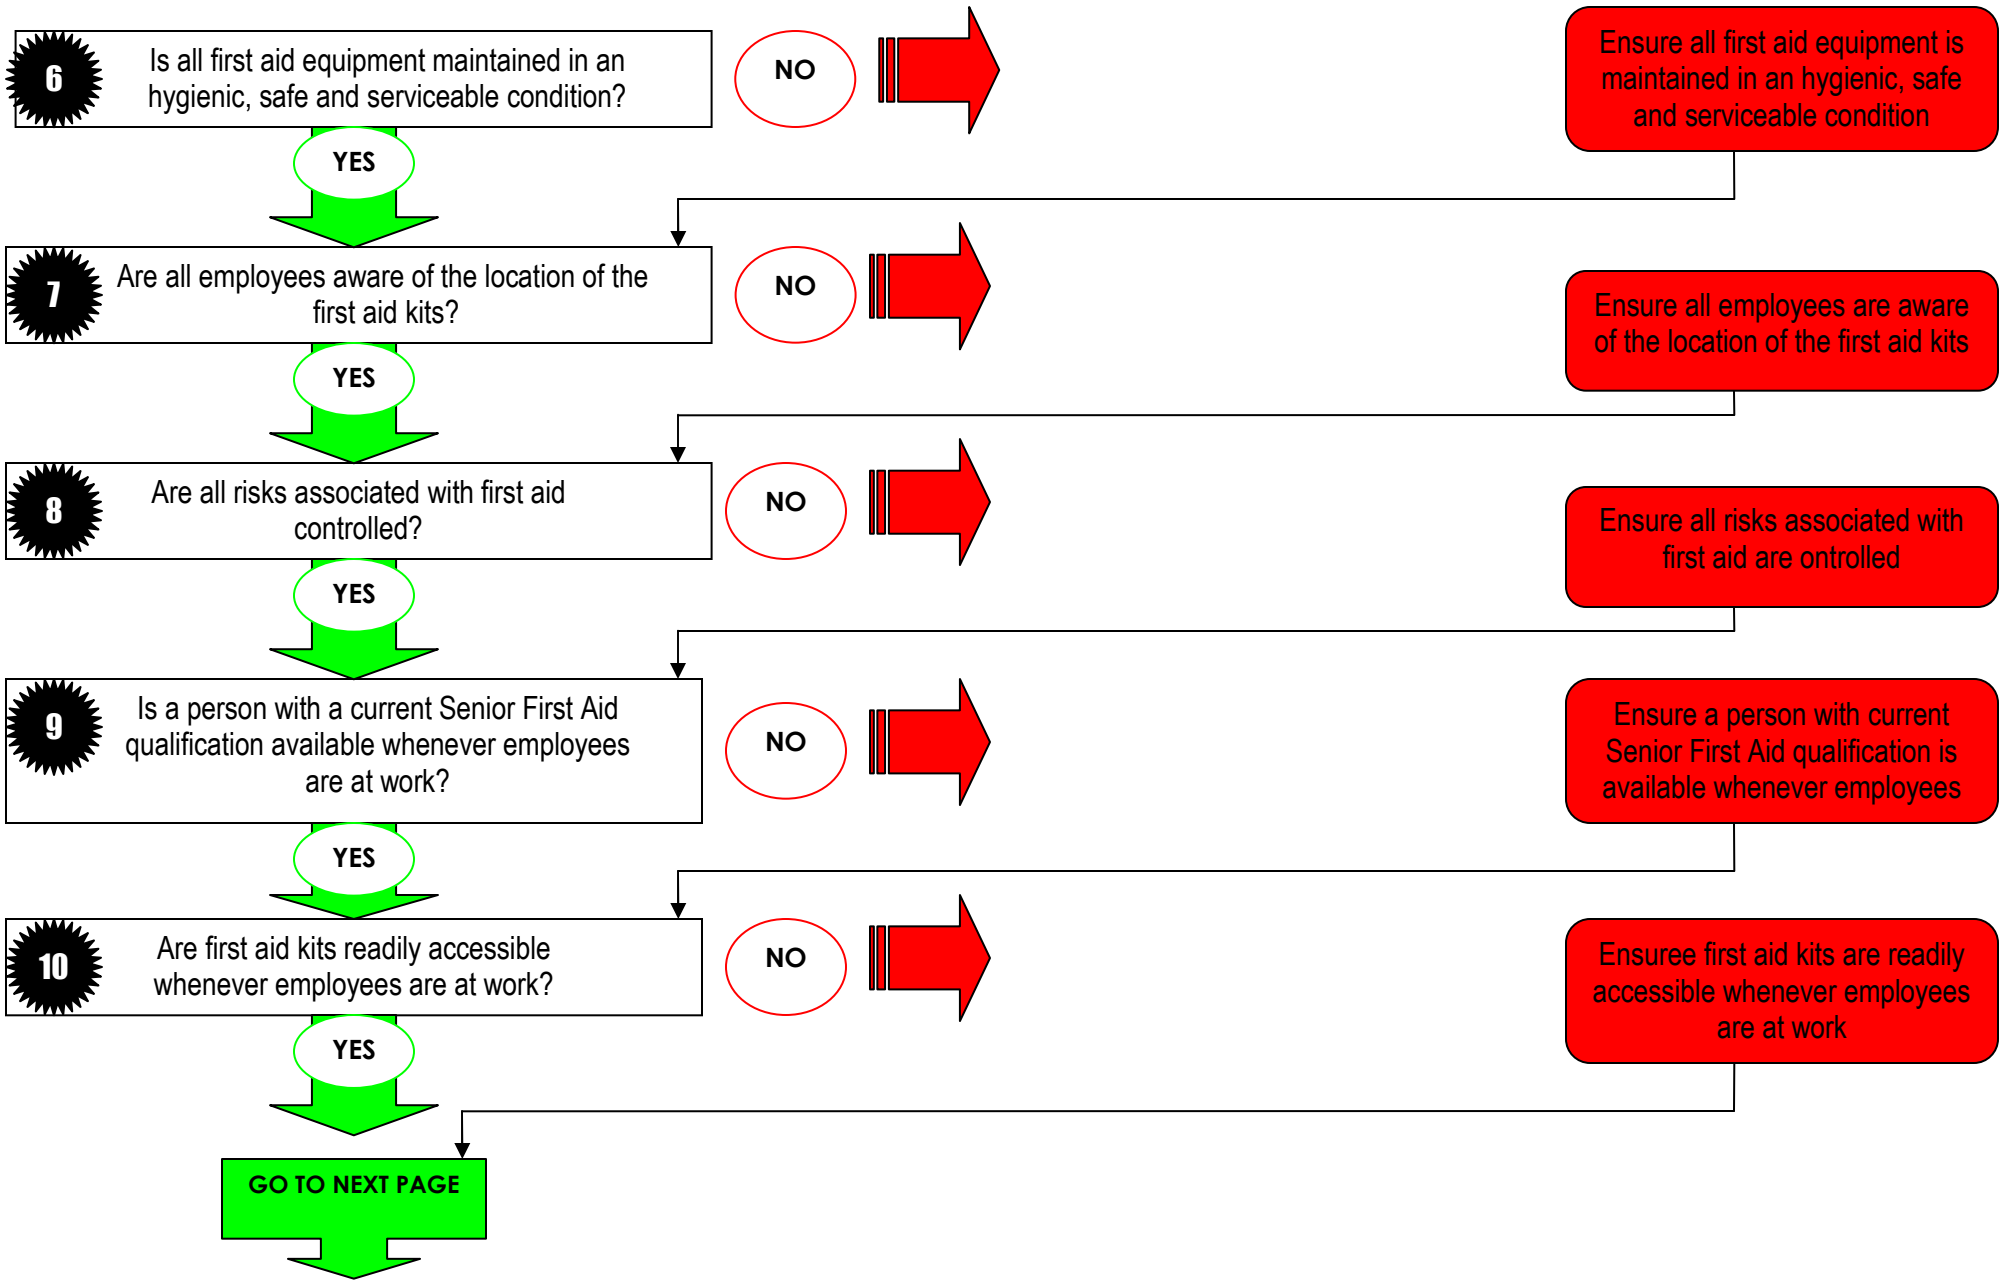 6
Is all first aid equipment maintained in an
hygienic, safe and serviceable condition?
NO
Ensure all first aid equipment is
maintained in an hygienic, safe
and serviceable condition
YES
7
Are all employees aware of the location of the
first aid kits?
NO
Ensure all employees are aware
of the location of the first aid kits
YES
8
Are all risks associated with first aid
controlled?
NO
Ensure all risks associated with
first aid are ontrolled
YES
9
Is a person with a current Senior First Aid
qualification available whenever employees
are at work?
NO
Ensure a person with current
Senior First Aid qualification is
available whenever employees
YES
10
Are first aid kits readily accessible
whenever employees are at work?
NO
Ensuree first aid kits are readily
accessible whenever employees
are at work
YES
GO TO NEXT PAGE